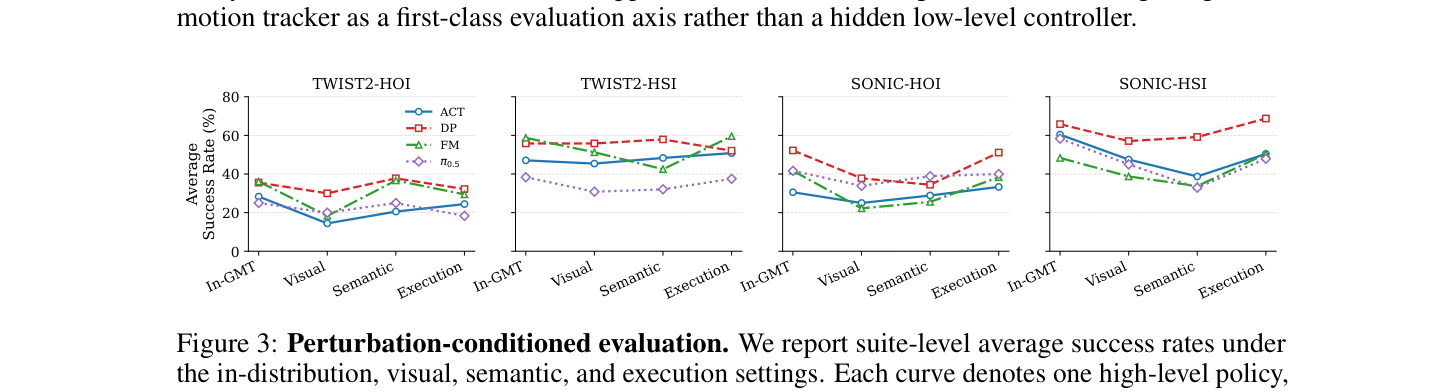 motion tracker as a first-class evaluation axis rather than a hidden low-level controller.
TWIST2-HOI
TWIST2-HSI
SONIC-HOI
SONIC-HSI
Average
Success Rate (%)
80
60
40
20
0
ACT
DP
FM
π0.5
In-GMT
Visual
Semantic
Execution
In-GMT
Visual
Semantic
Execution
In-GMT
Visual
Semantic
Execution
In-GMT
Visual
Semantic
Execution
Figure 3: Perturbation-conditioned evaluation. We report suite-level average success rates under
the in-distribution, visual, semantic, and execution settings. Each curve denotes one high-level policy,